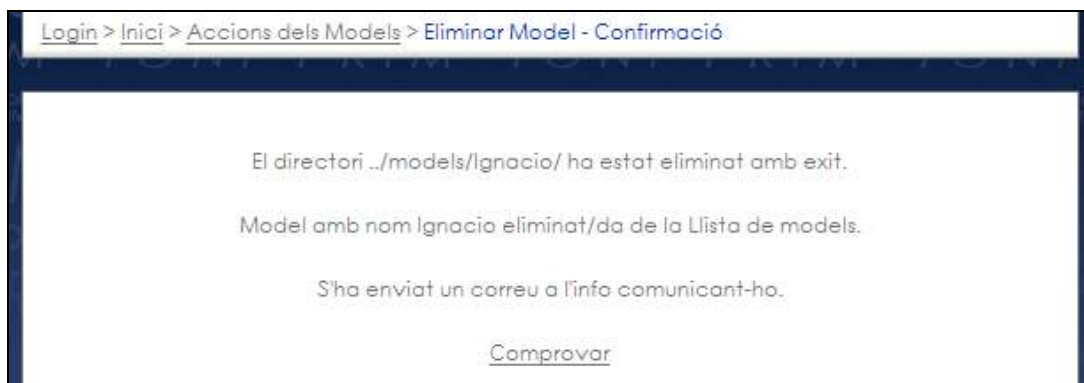 Login > Inici > Accions dels Models > Eliminar Model - Confirmació
El directori ../models/Ignacio/ ha estat eliminat amb exit.
Model amb nom Ignacio eliminat/da de la Llista de models.
S'ha enviat un correu a l'info comunicant-ho.
Comprovar